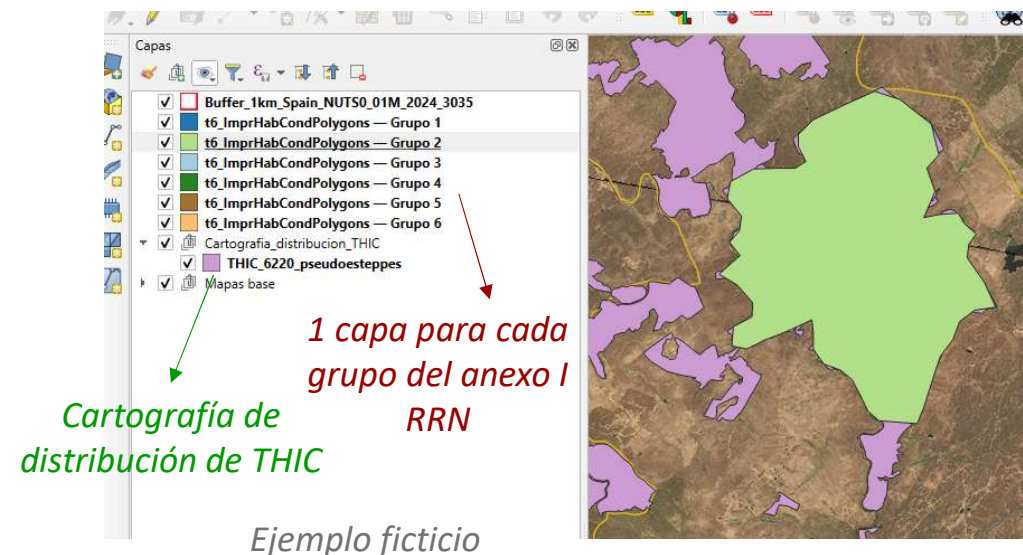 Capas
Buffer_1km_Spain_NUTS0_01M_2024_3035
t6_ImprHabCondPolygons — Grupo 1
t6_ImprHabCondPolygons — Grupo 2
t6_ImprHabCondPolygons — Grupo 3
t6_ImprHabCondPolygons — Grupo 4
t6_ImprHabCondPolygons — Grupo 5
t6_ImprHabCondPolygons — Grupo 6
Cartografia_distribucion_THIC
THIC_6220_pseudoesteppes
Mapas base
1 capa para cada
grupo del anexo I
RRN
Cartografía de
distribución de THIC
Ejemplo ficticio